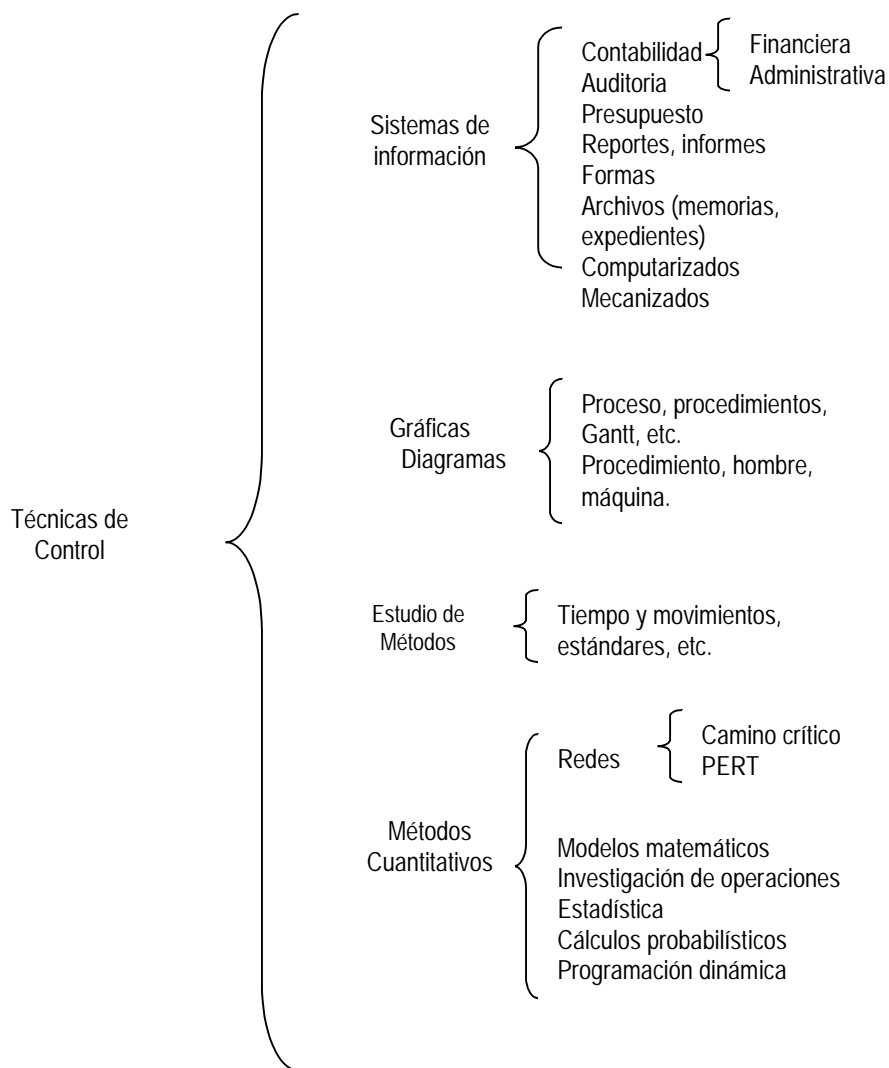 Técnicas de
Control
Sistemas de
información
Contabilidad
Financiera
Administrativa
Auditoria
Presupuesto
Reportes, informes
Formas
Archivos (memorias,
expedientes)
Computarizados
Mecanizados
Gráficas
Diagramas
Proceso, procedimientos,
Gantt, etc.
Procedimiento, hombre,
máquina.
Estudio de
Métodos
Tiempo y movimientos,
estándares, etc.
Métodos
Cuantitativos
Redes
Camino crítico
PERT
Modelos matemáticos
Investigación de operaciones
Estadística
Cálculos probabilísticos
Programación dinámica